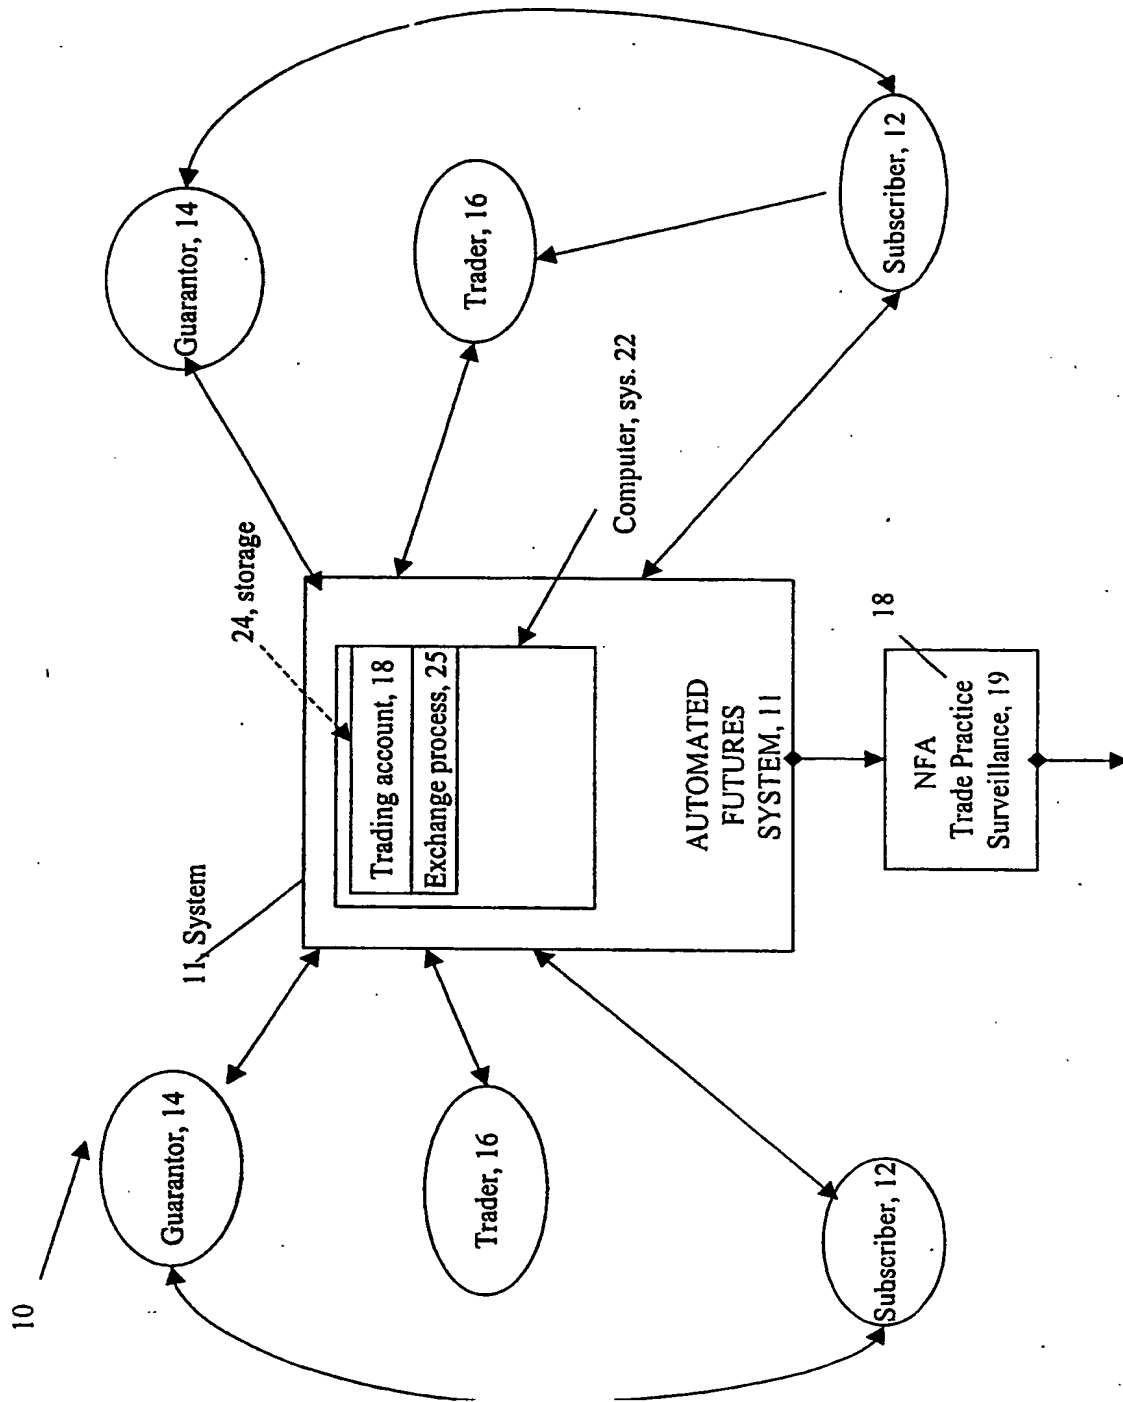 10
Guarantor, 14
Trader, 16
Subscriber, 12
11, System
24, storage
Trading account, 18
Exchange process, 25
AUTOMATED
FUTURES
SYSTEM, 11
Computer, sys. 22
Guarantor, 14
Trader, 16
Subscriber, 12
18
NFA
Trade Practice
Surveillance, 19